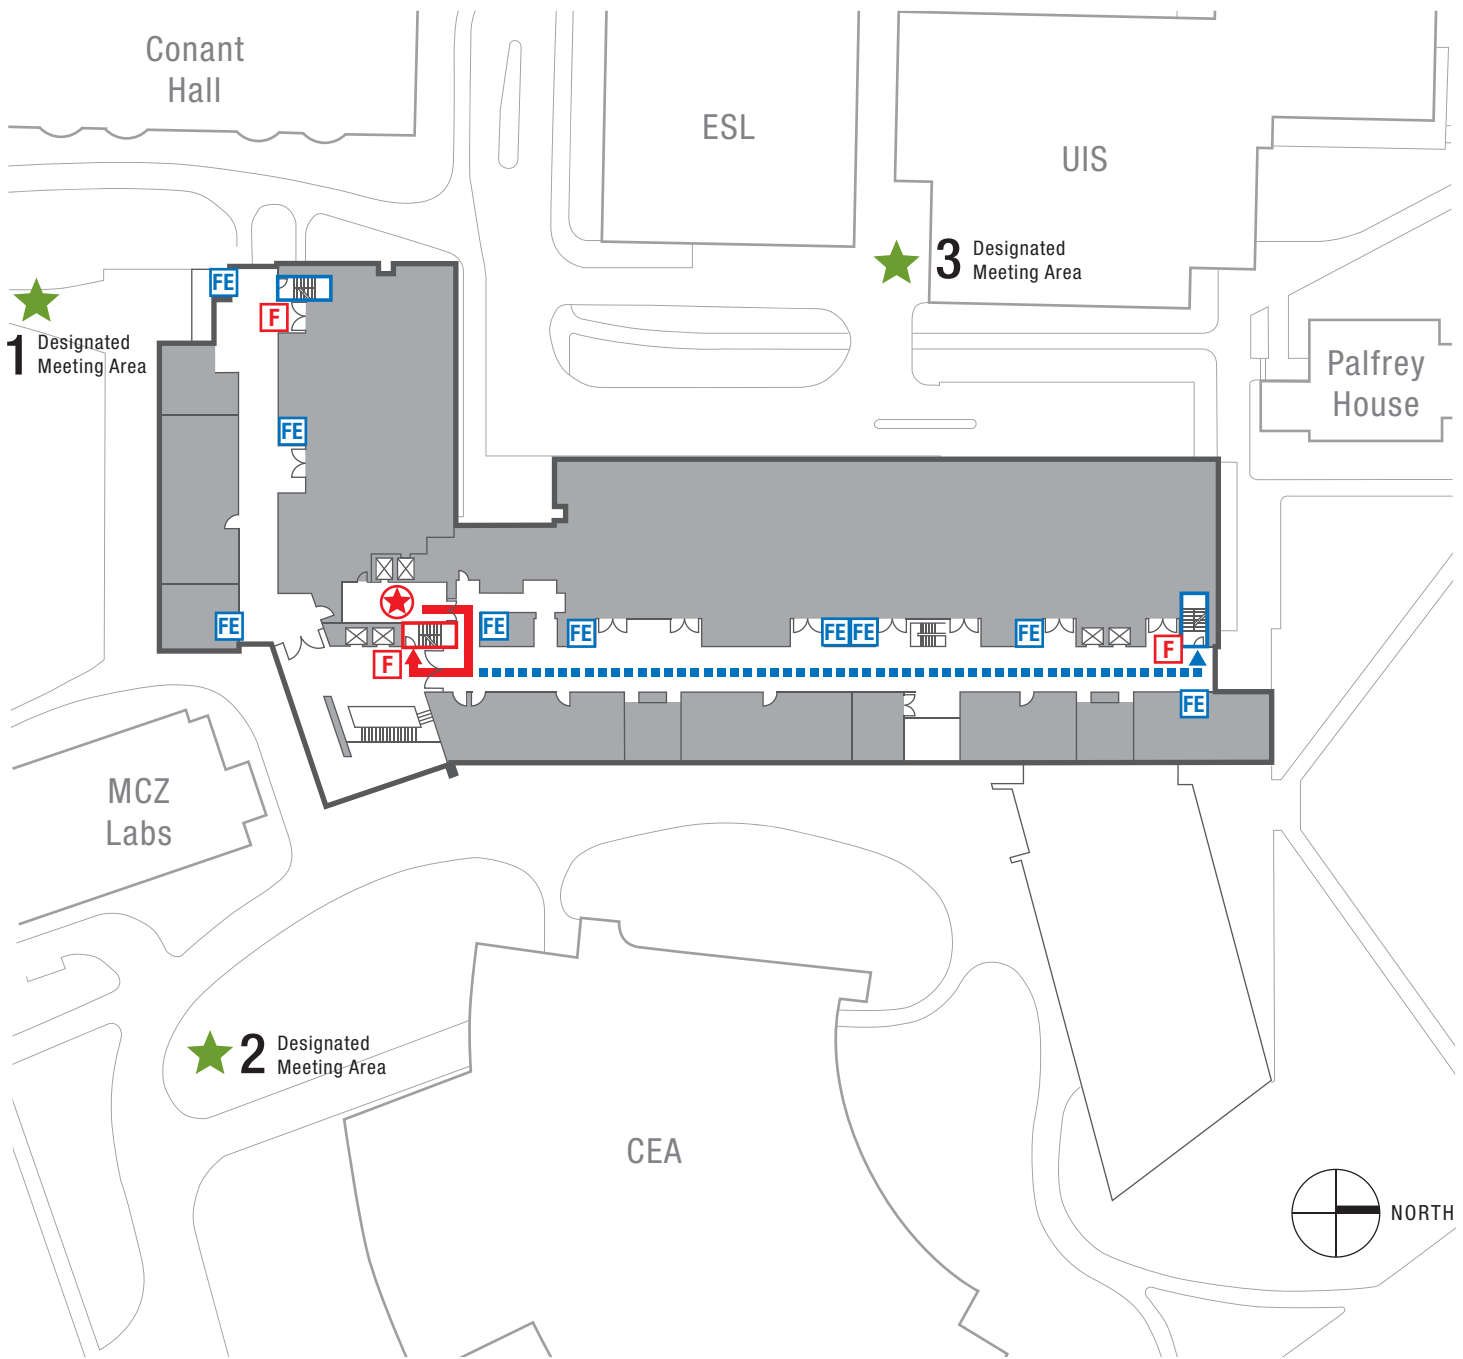 Conant
Hall
ESL
UIS
3 Designated
Meeting Area
FE
F
1 Designated
Meeting Area
Palfrey
House
FE
FE
FE
FE
FE
FE
FE
F
F
FE
MCZ
Labs
2 Designated
Meeting Area
CEA
NORTH